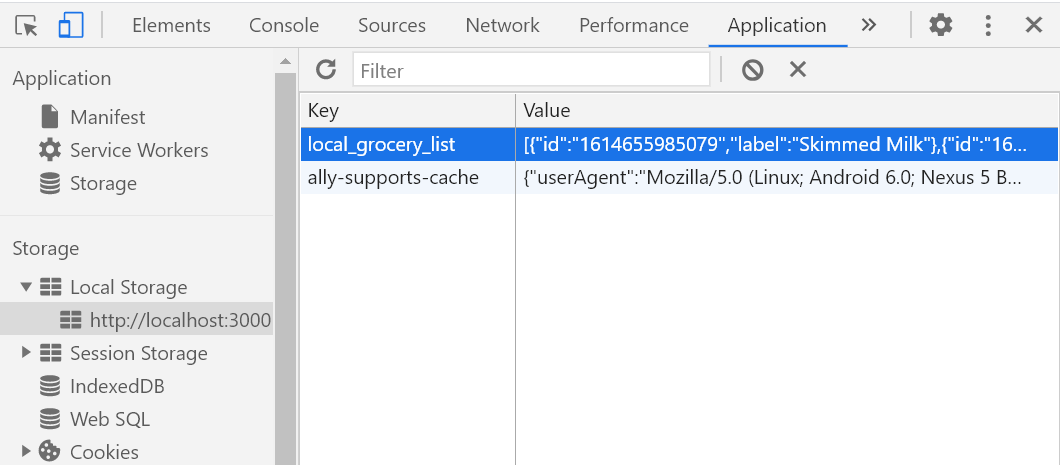 Elements Console Sources Network Performance Application
Application
Manifest
Service Workers
Storage
Storage
Local Storage
http://localhost:3000
Session Storage
IndexedDB
Web SQL
Cookies
Filter
Key Value
local_grocery_list [{"id":"1614655985079","label":"Skimmed Milk"},{"id":"16...
ally-supports-cache {"userAgent":"Mozilla/5.0 (Linux; Android 6.0; Nexus 5 B...